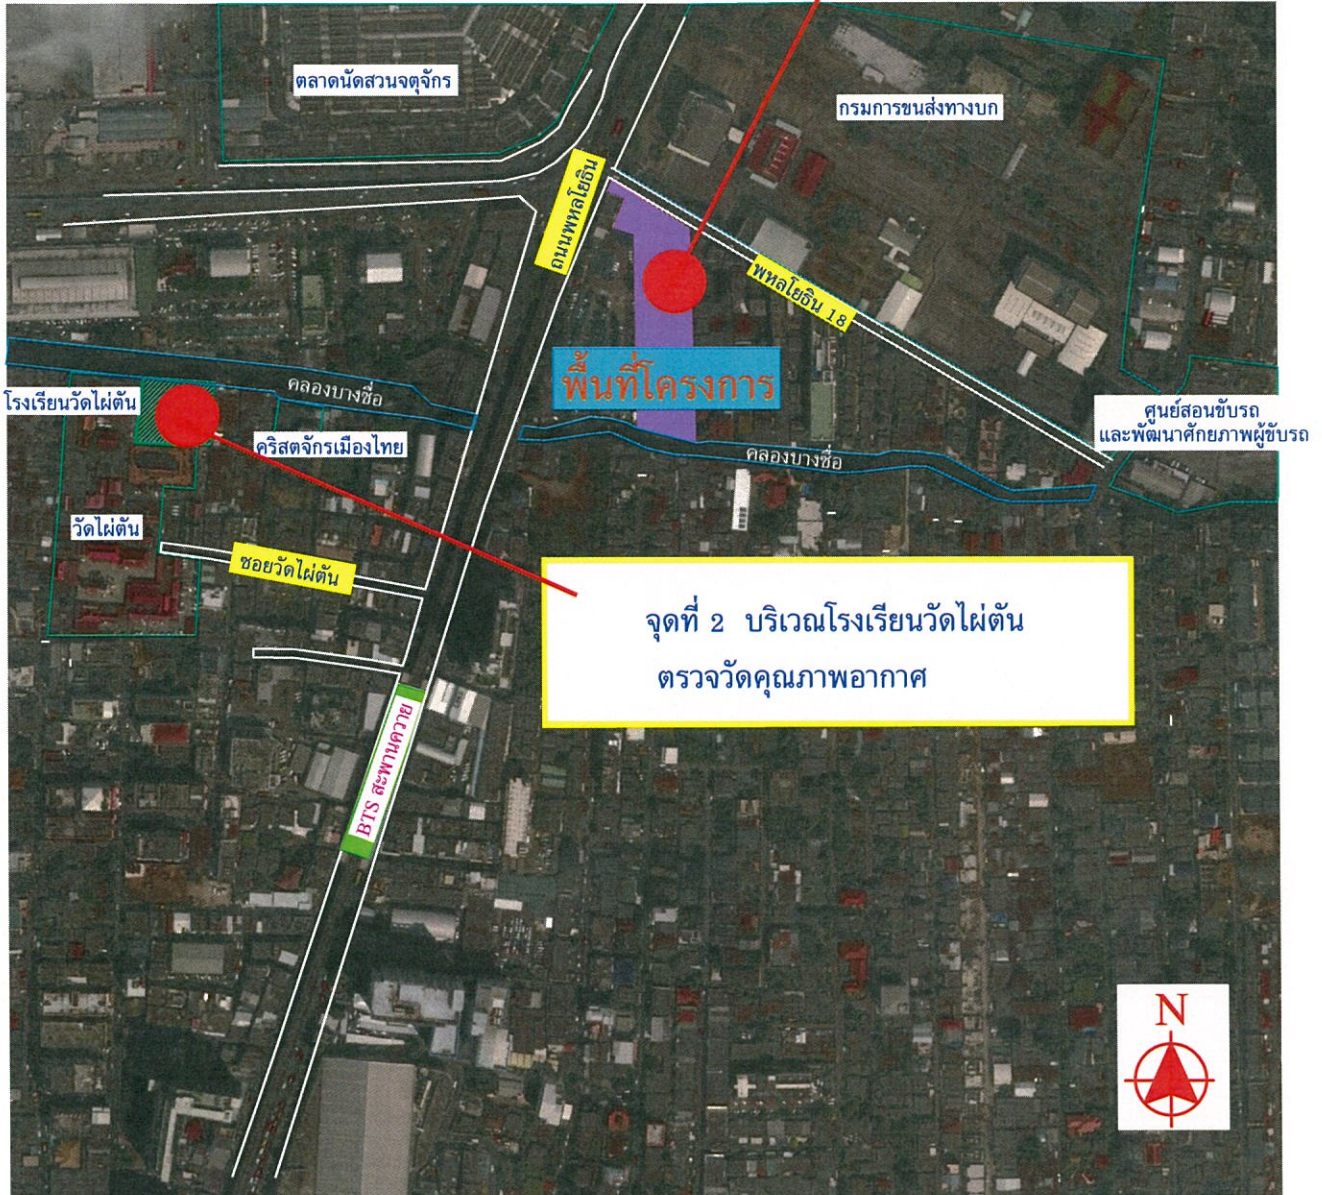 ตลาดนัดสวนจตุจักร
กรมการขนส่งทางบก
ถนนพหลโยธิน
พหลโยธิน 18
พื้นที่โครงการ
คลองบางซื่อ
โรงเรียนวัดไผ่ตัน
คริสตจักรเมืองไทย
ศูนย์สอนขับรถ
และพัฒนาศักยภาพผู้ขับรถ
คลองบางซื่อ
วัดไผ่ตัน
ซอยวัดไผ่ตัน
จุดที่ 2 บริเวณโรงเรียนวัดไผ่ตัน
ตรวจวัดคุณภาพอากาศ
BTS สะพานควาย
N